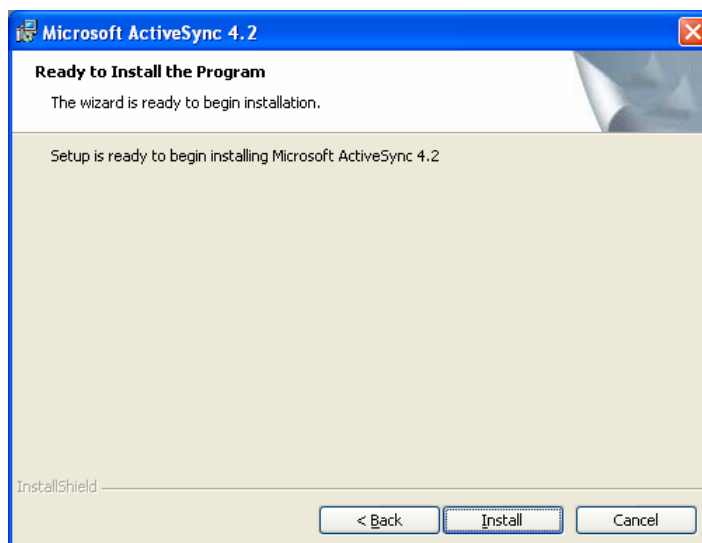 Microsoft ActiveSync 4.2
Ready to Install the Program
The wizard is ready to begin installation.
Setup is ready to begin installing Microsoft ActiveSync 4.2
InstallShield
< Back
Install
Cancel